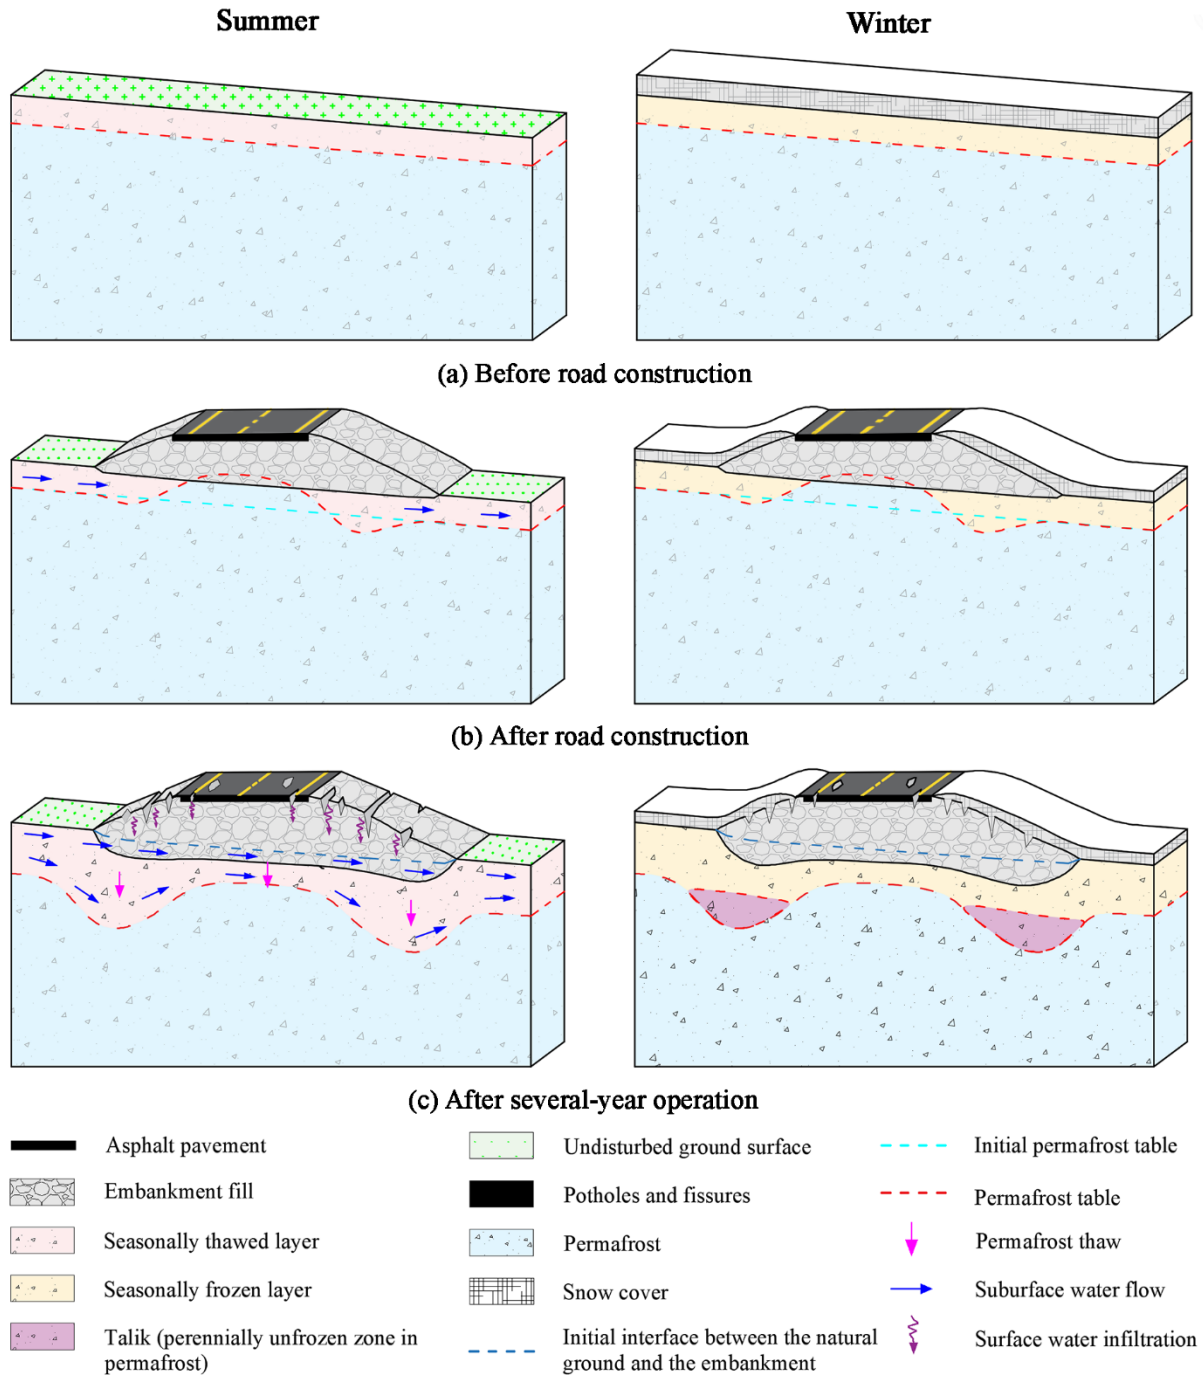 Summer
Winter
(a) Before road construction
(b) After road construction
(c) After several-year operation
Asphalt pavement
Undisturbed ground surface
Initial permafrost table
Embankment fill
Potholes and fissures
Permafrost table
Seasonally thawed layer
Permafrost
Permafrost thaw
Seasonally frozen layer
Snow cover
Suburface water flow
Talik (perennially unfrozen zone in
permafrost)
Initial interface between the natural
ground and the embankment
Surface water infiltration